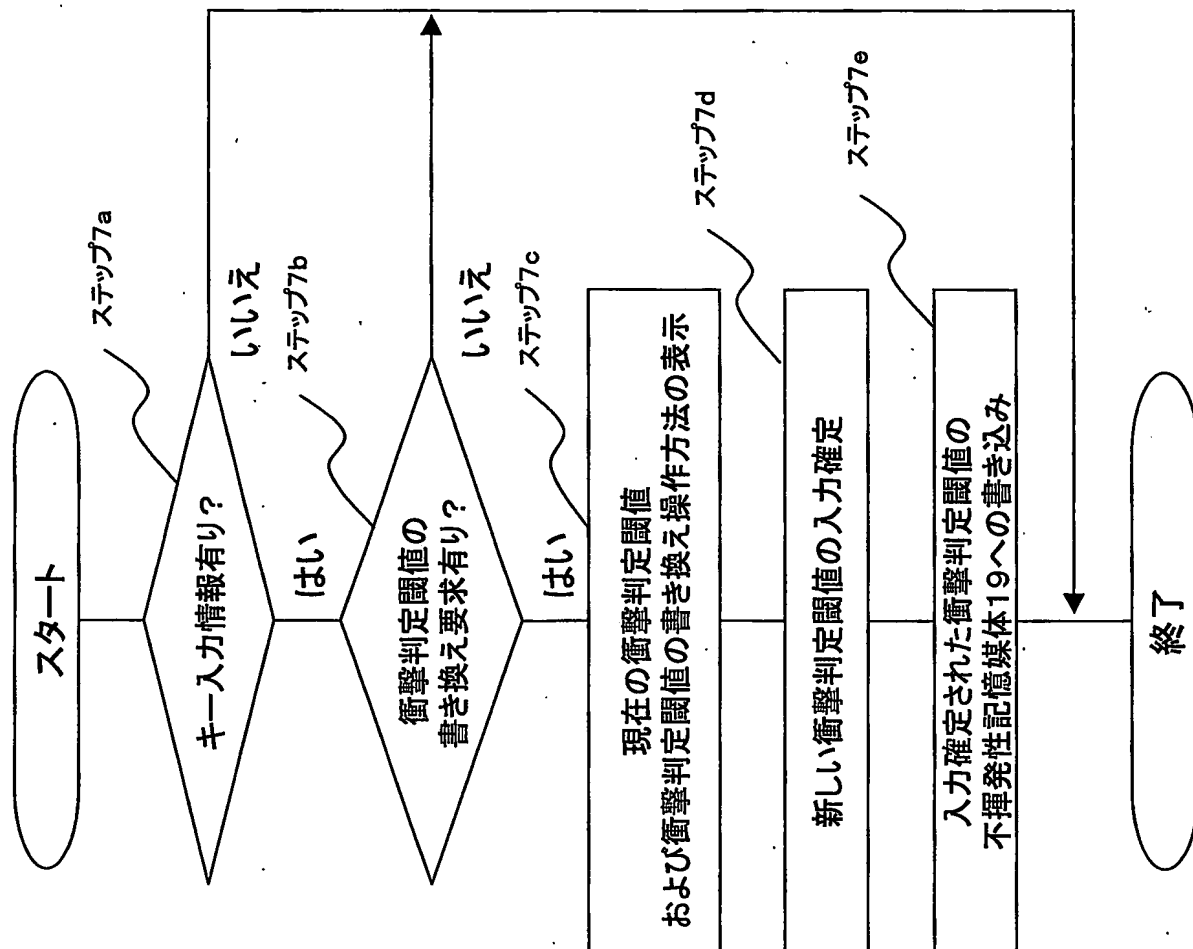 スタート
ステップ7a
キー入力情報有り?
いいえ
はい
ステップ7b
衝撃判定閾値の
書き換え要求有り?
いいえ
はい
ステップ7c
現在の衝撃判定閾値
および衝撃判定閾値の書き換え操作方法の表示
ステップ7d
新しい衝撃判定閾値の入力確定
ステップ7e
入力確定された衝撃判定閾値の
不揮発性記憶媒体19への書き込み
終了